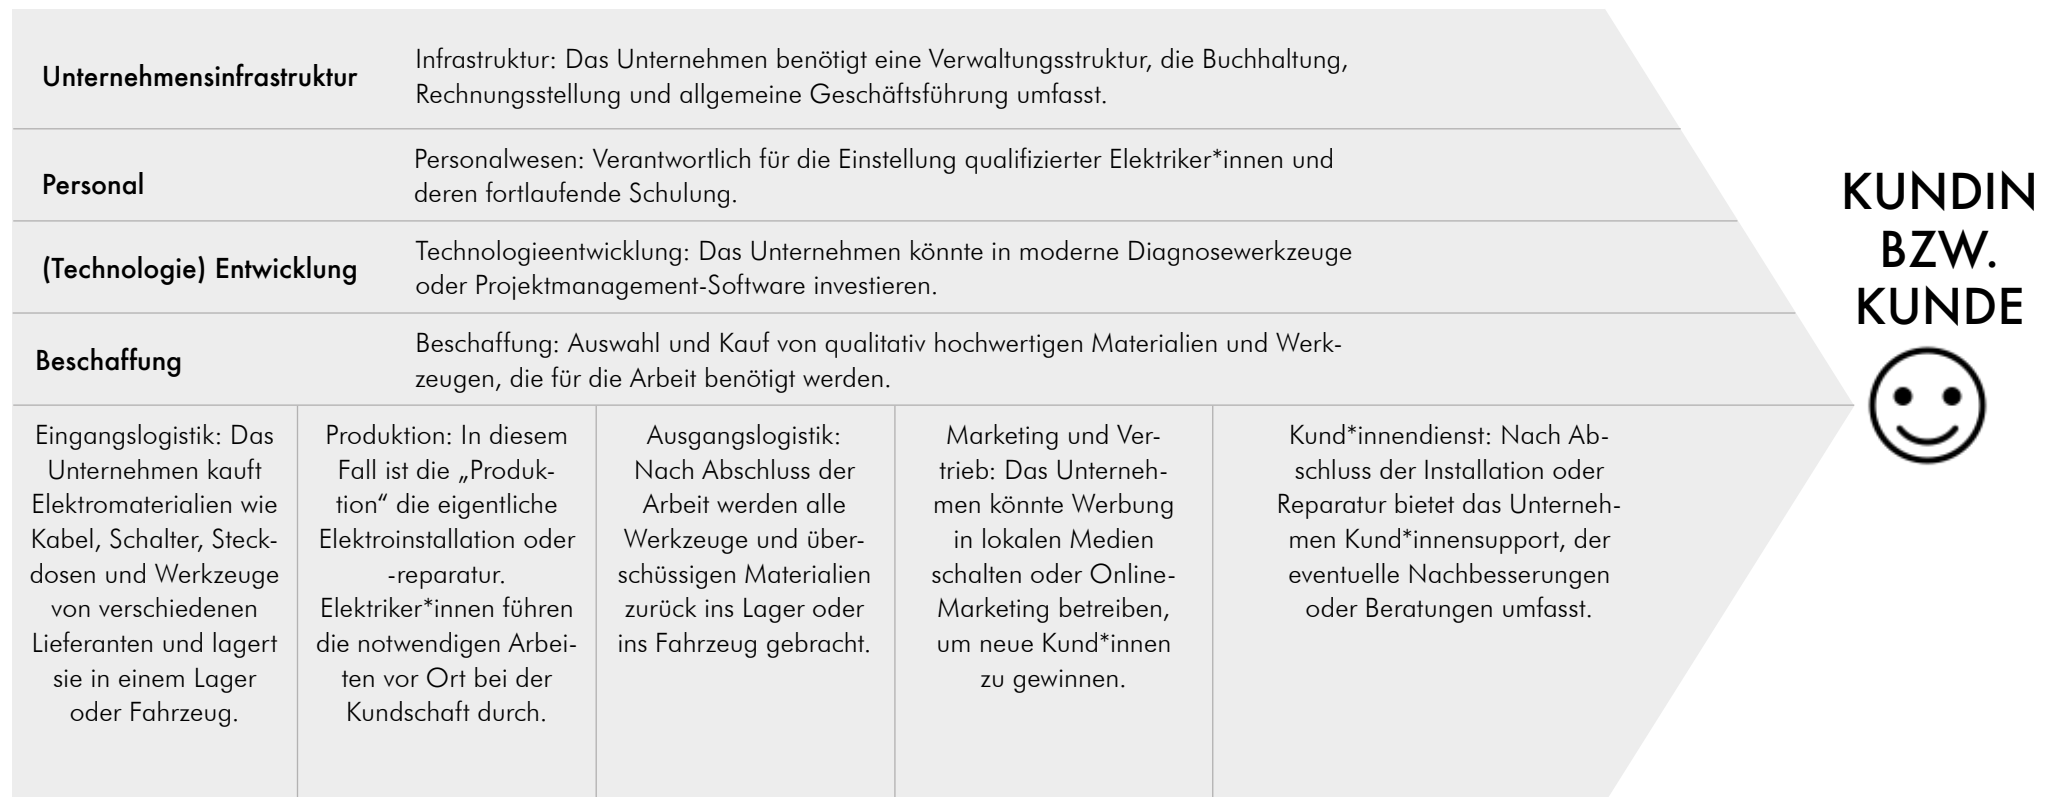 Unternehmensinfrastruktur
Infrastruktur: Das Unternehmen benötigt eine Verwaltungsstruktur, die Buchhaltung,
Rechnungsstellung und allgemeine Geschäftsführung umfasst.
Personal
Personalwesen: Verantwortlich für die Einstellung qualifizierter Elektriker*innen und
deren fortlaufende Schulung.
(Technologie) Entwicklung
Technologieentwicklung: Das Unternehmen könnte in moderne Diagnosewerkzeuge
oder Projektmanagement-Software investieren.
Beschaffung
Beschaffung: Auswahl und Kauf von qualitativ hochwertigen Materialien und Werk-
zeugen, die für die Arbeit benötigt werden.
Eingangslogistik: Das
Unternehmen kauft
Elektromaterialien wie
Kabel, Schalter, Steck-
dosen und Werkzeuge
von verschiedenen
Lieferanten und lagert
sie in einem Lager
oder Fahrzeug.
Produktion: In diesem
Fall ist die „Produk-
tion“ die eigentliche
Elektroinstallation oder
-reparatur.
Elektriker*innen führen
die notwendigen Arbei-
ten vor Ort bei der
Kundschaft durch.
Ausgangslogistik:
Nach Abschluss der
Arbeit werden alle
Werkzeuge und über-
schüssigen Materialien
zurück ins Lager oder
ins Fahrzeug gebracht.
Marketing und Ver-
trieb: Das Unterneh-
men könnte Werbung
in lokalen Medien
schalten oder Online-
Marketing betreiben,
um neue Kund*innen
zu gewinnen.
Kund*innendienst: Nach Ab-
schluss der Installation oder
Reparatur bietet das Unterneh-
men Kund*innensupport, der
eventuelle Nachbesserungen
oder Beratungen umfasst.
KUNDIN
BZW.
KUNDE